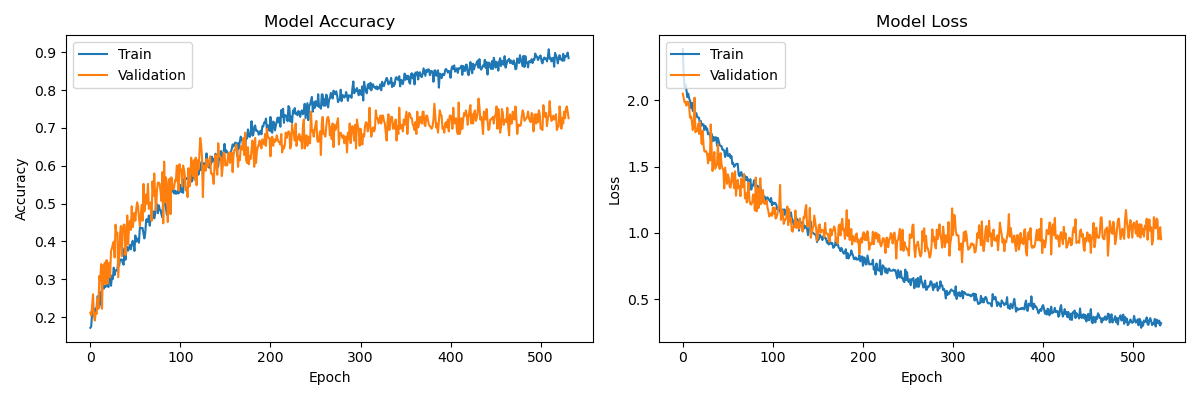 Model Accuracy
Train
Validation
0.9
0.8
0.7
0.6
0.5
0.4
0.3
0.2
Accuracy
0 100 200 300 400 500
Epoch
Model Loss
Train
Validation
2.0
1.5
1.0
0.5
Loss
0 100 200 300 400 500
Epoch